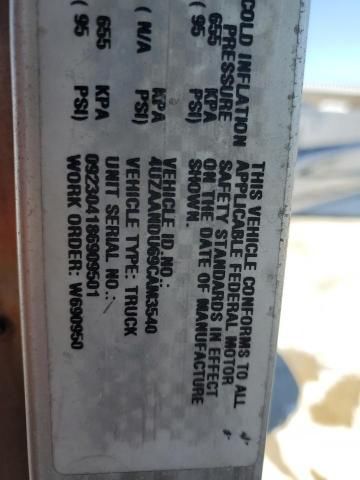 COLD INFLATION
PRESSURE
655 KPA
( 95 PSI)
( N/A KPA
PSI)
655 KPA
( 95 PSI)
THIS VEHICLE CONFORMS TO ALL
APPLICABLE FEDERAL MOTOR
SAFETY STANDARDS IN EFFECT
ON THE DATE OF MANUFACTURE
SHOWN.
VEHICLE ID NO.:
4UZAANDU69CAM3540
VEHICLE TYPE: TRUCK
UNIT SERIAL NO.:
092304186909501
WORK ORDER: W690950